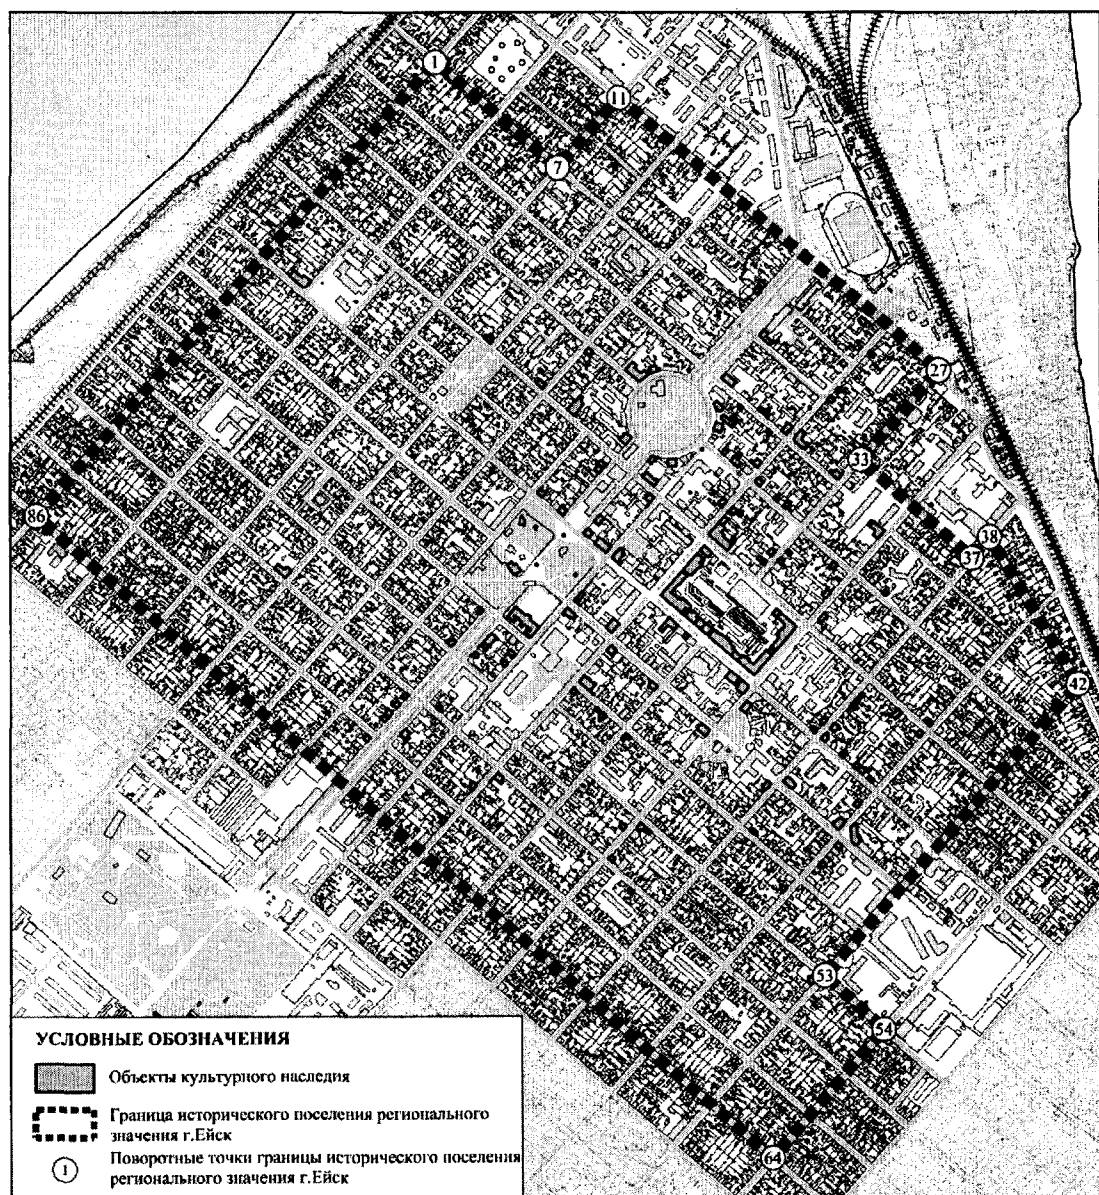 1
11
7
27
33
38
37
86
42
53
54
64
УСЛОВНЫЕ ОБОЗНАЧЕНИЯ
Объекты культурного наследия
Граница исторического поселения регионального
значения г.Ейск
1
Поворотные точки границы исторического поселения
регионального значения г.Ейск